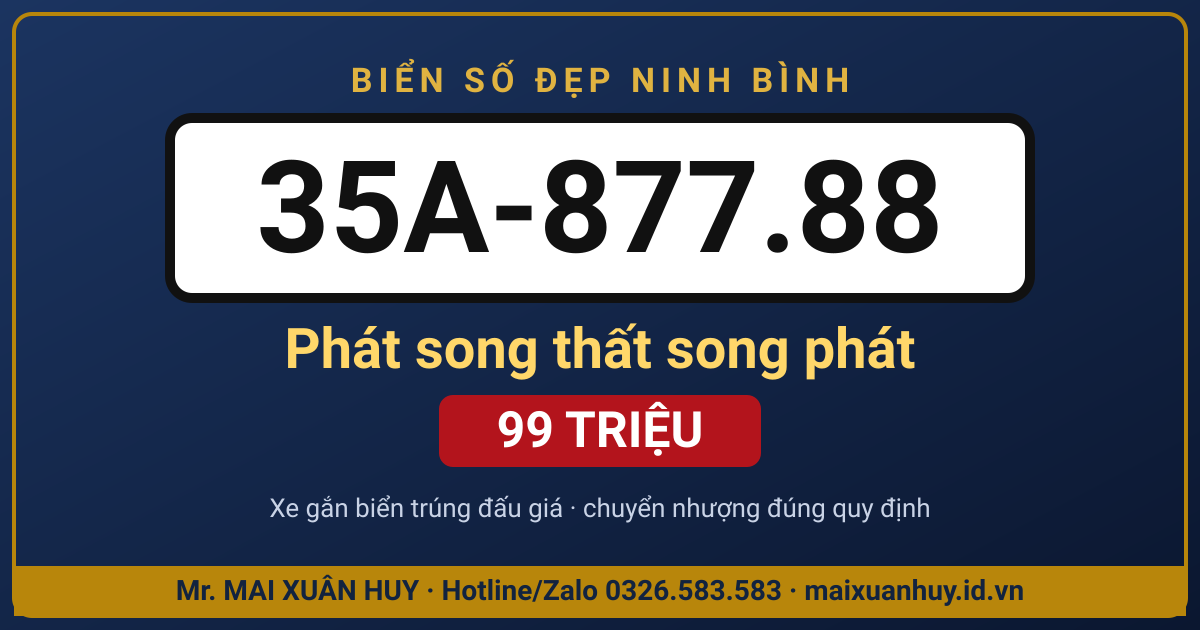 BIỂN SỐ ĐẸP NINH BÌNH
35A-877.88
Phát song thất song phát
99 TRIỆU
Xe gắn biển trúng đấu giá · chuyển nhượng đúng quy định
Mr. MAI XUÂN HUY · Hotline/Zalo 0326.583.583 · maixuanhuy.id.vn